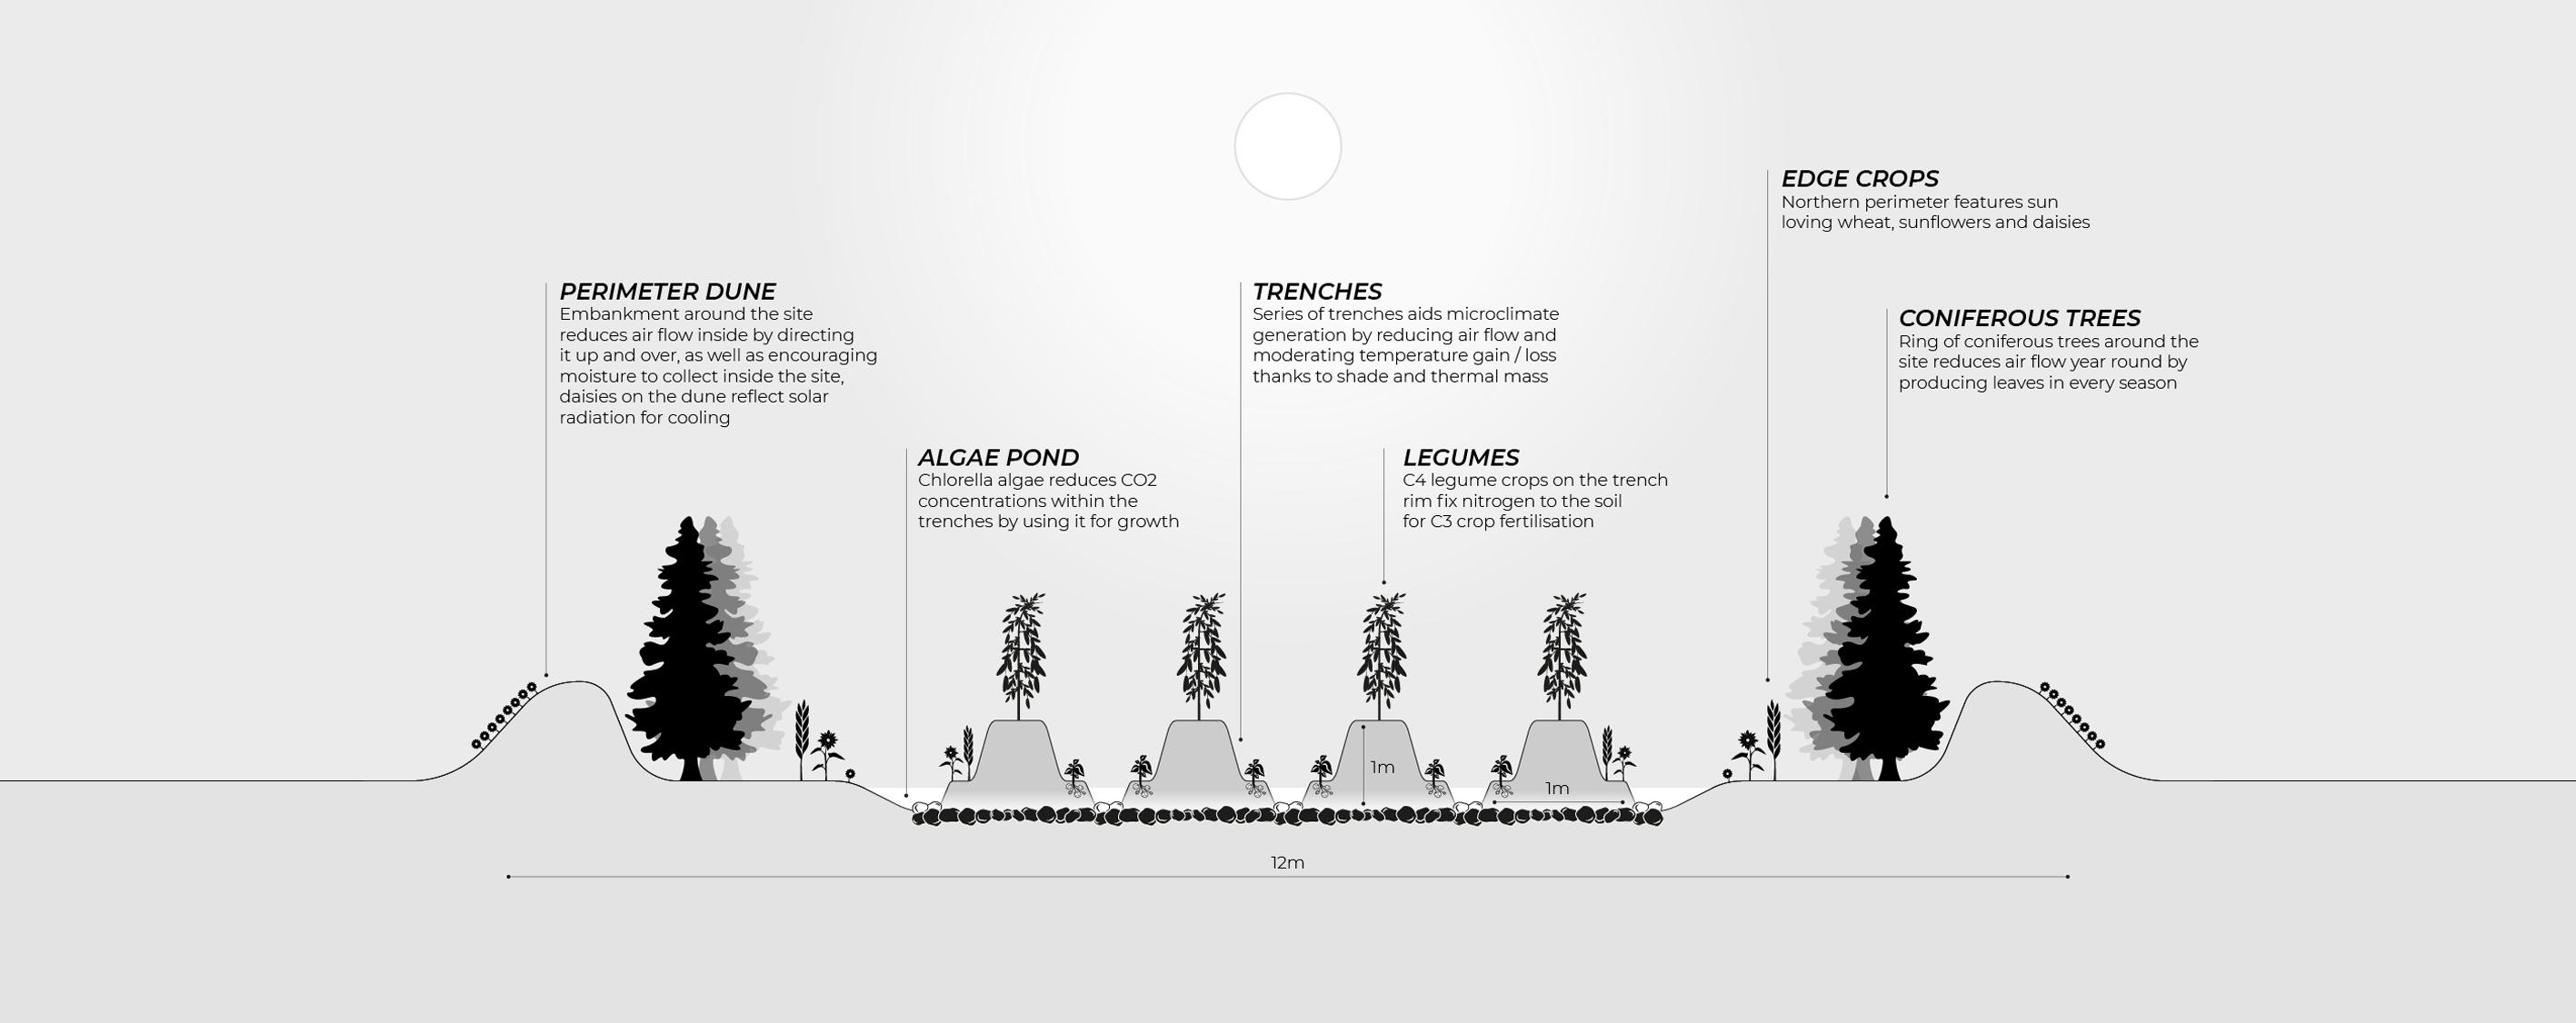 EDGE CROPS
Northern perimeter features sun
loving wheat, sunflowers and daisies
PERIMETER DUNE
Embankment around the site
reduces air flow inside by directing
it up and over, as well as encouraging
moisture to collect inside the site,
daisies on the dune reflect solar
radiation for cooling
TRENCHES
Series of trenches aids microclimate
generation by reducing air flow and
moderating temperature gain / loss
thanks to shade and thermal mass
CONIFEROUS TREES
Ring of coniferous trees around the
site reduces air flow year round by
producing leaves in every season
ALGAE POND
Chlorella algae reduces CO2
concentrations within the
trenches by using it for growth
LEGUMES
C4 legume crops on the trench
rim fix nitrogen to the soil
for C3 crop fertilisation
1m
1m
12m